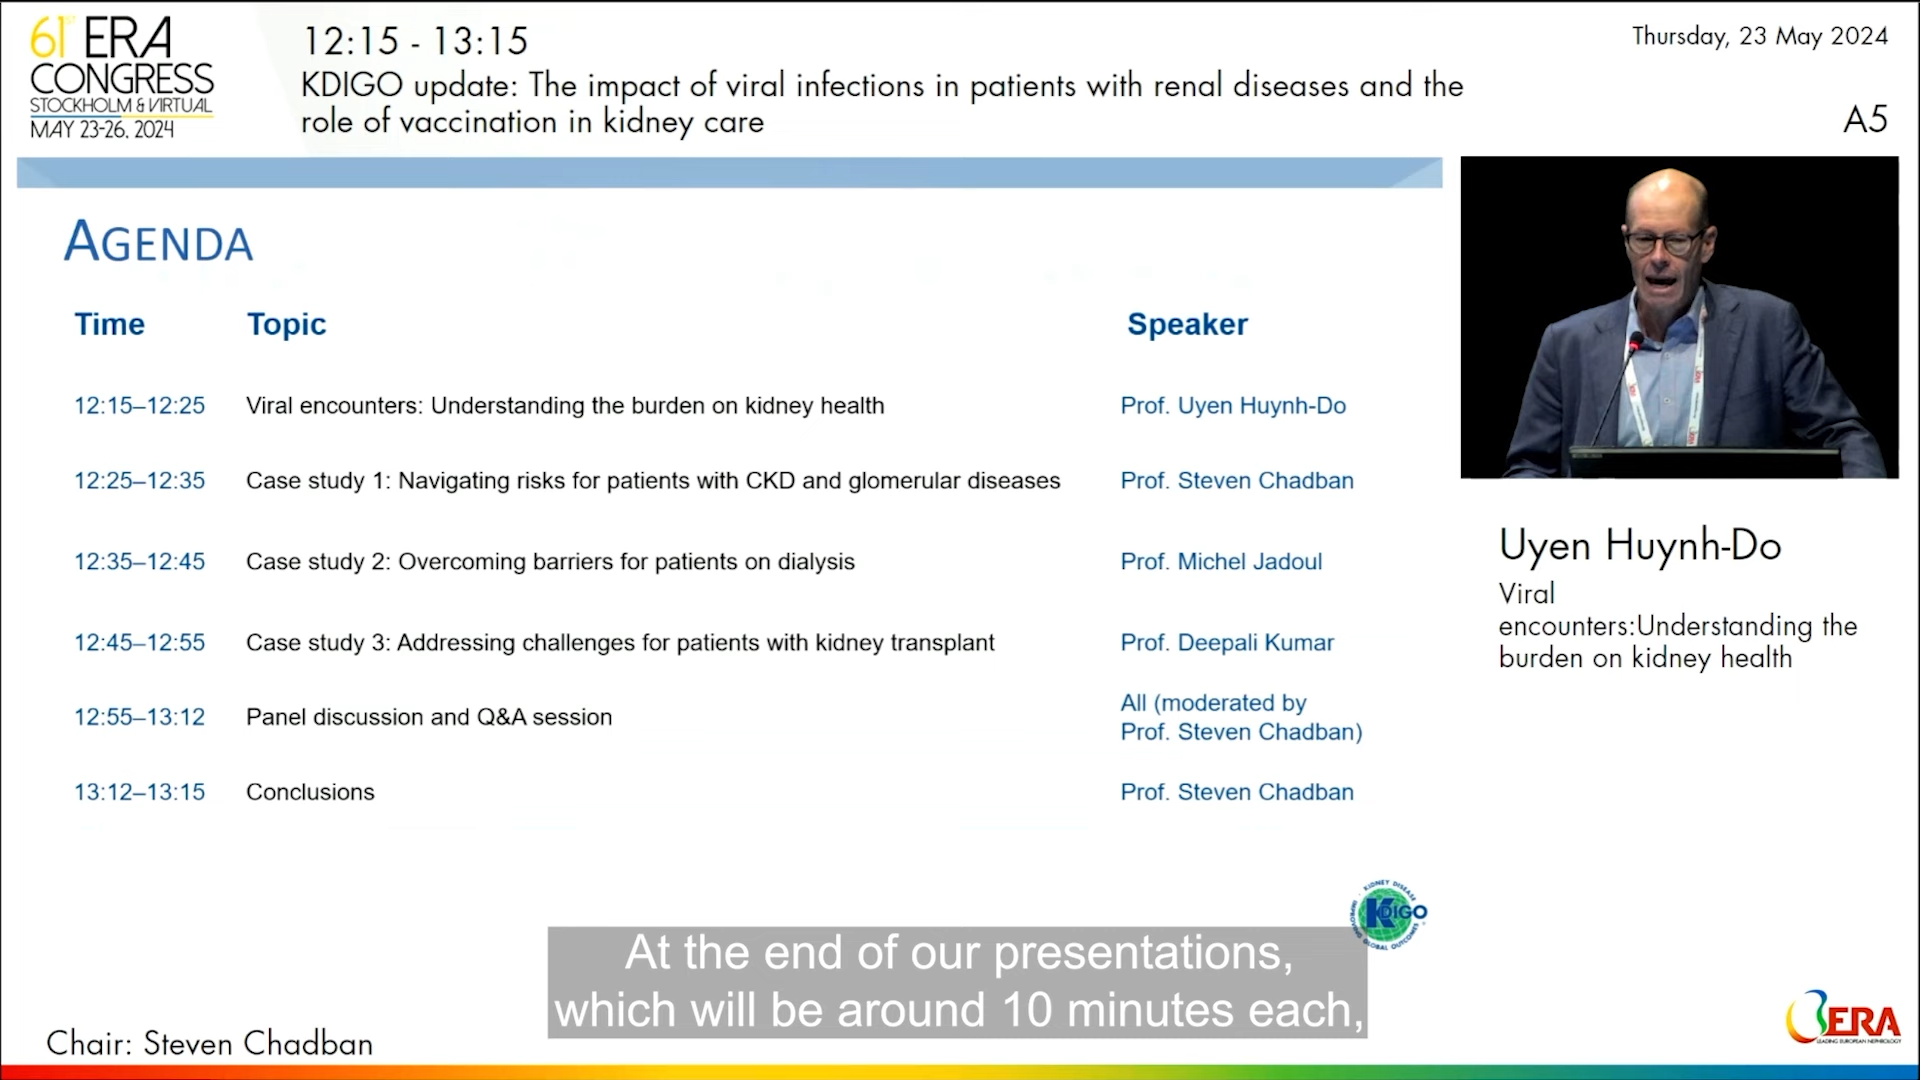 61st ERA
CONGRESS
STOCKHOLM & VIRTUAL
MAY 23-26, 2024
12:15 - 13:15
KDIGO update: The impact of viral infections in patients with renal diseases and the
role of vaccination in kidney care
Thursday, 23 May 2024
A5
AGENDA
Time Topic Speaker
12:15–12:25 Viral encounters: Understanding the burden on kidney health Prof. Uyen Huynh-Do
12:25–12:35 Case study 1: Navigating risks for patients with CKD and glomerular diseases Prof. Steven Chadban
12:35–12:45 Case study 2: Overcoming barriers for patients on dialysis Prof. Michel Jadoul
12:45–12:55 Case study 3: Addressing challenges for patients with kidney transplant Prof. Deepali Kumar
12:55–13:12 Panel discussion and Q&A session All (moderated by
Prof. Steven Chadban)
13:12–13:15 Conclusions Prof. Steven Chadban
Uyen Huynh-Do
Viral
encounters:Understanding the
burden on kidney health
KIDNEY DISEASE
KDIGO
IMPROVING GLOBAL OUTCOMES
At the end of our presentations,
which will be around 10 minutes each,
Chair: Steven Chadban
ERA
LEADING EUROPEAN NEPHROLOGY